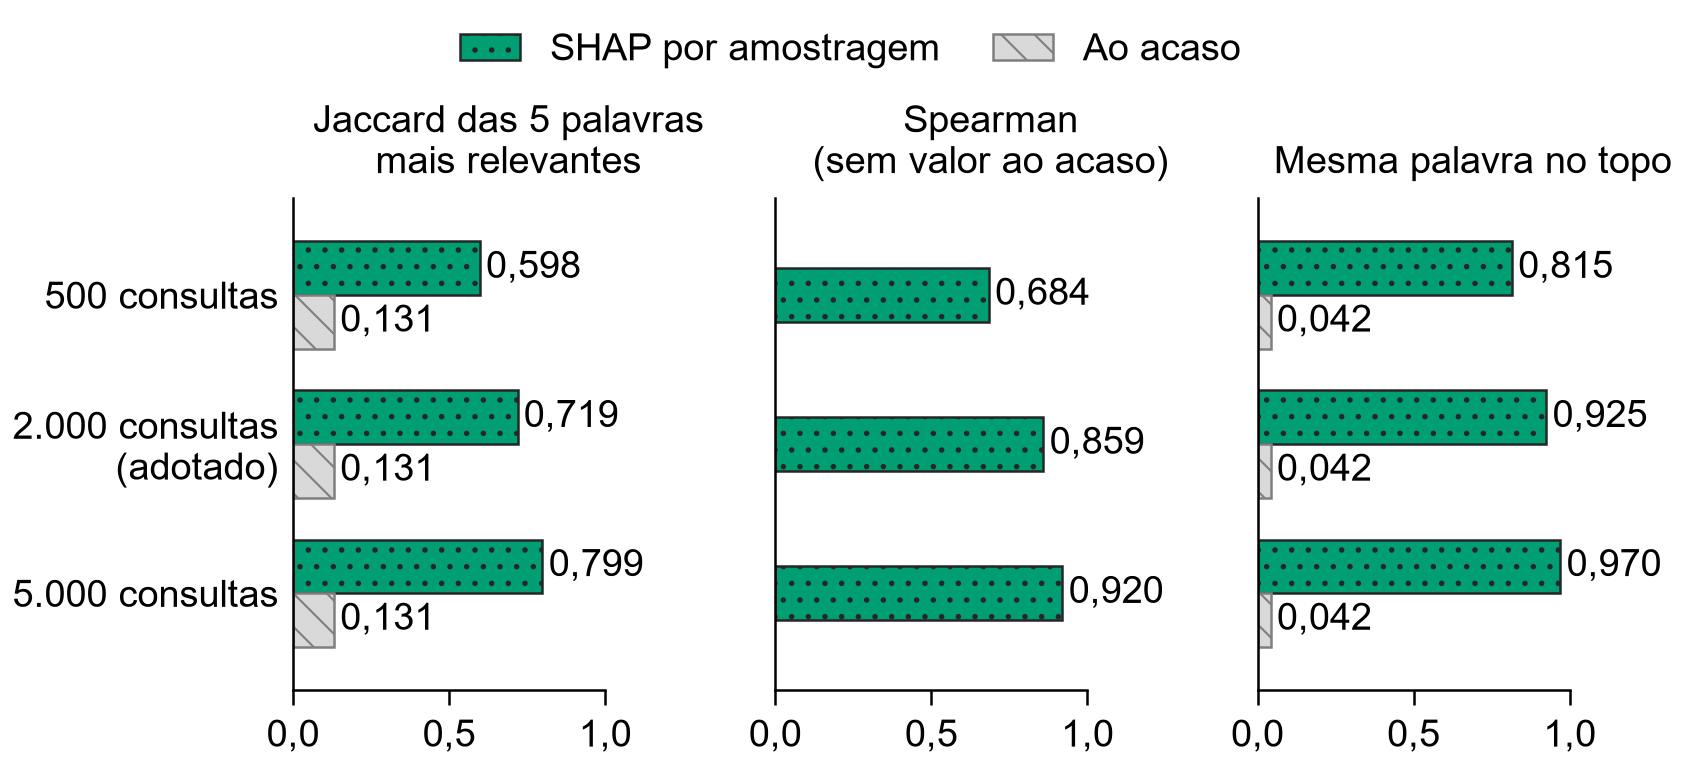 SHAP por amostragem
Ao acaso
Jaccard das 5 palavras
mais relevantes
Spearman
(sem valor ao acaso)
Mesma palavra no topo
500 consultas
0,598
0,131
0,684
0,815
0,042
2.000 consultas
(adotado)
0,719
0,131
0,859
0,925
0,042
5.000 consultas
0,799
0,131
0,920
0,970
0,042
0,0 0,5 1,0
0,0 0,5 1,0
0,0 0,5 1,0